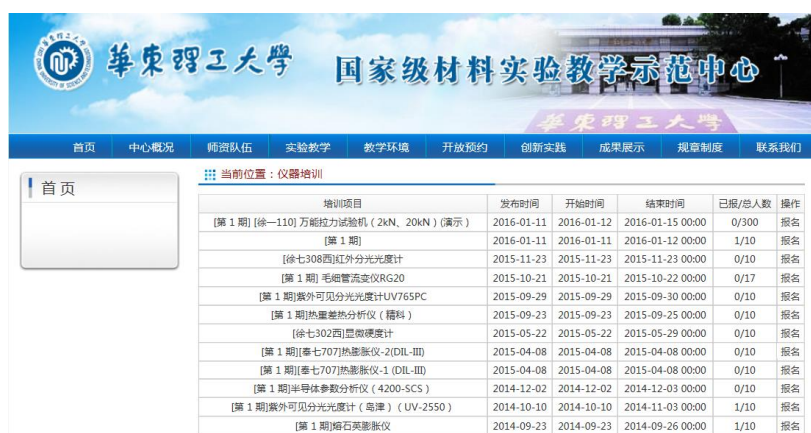 華東理工大學 国家级材料实验教学示范中心
華東理工大學
首页 中心概况 师资队伍 实验教学 教学环境 开放预约 创新实践 成果展示 规章制度 联系我们
首页
当前位置：仪器培训
培训项目 发布时间 开始时间 结束时间 已报/总人数 操作
[第 1 期] [徐一110] 万能拉力试验机（2kN、20kN）(演示） 2016-01-11 2016-01-12 2016-01-15 00:00 0/300 报名
[第 1 期] 2016-01-11 2016-01-11 2016-01-12 00:00 1/10 报名
[徐七308西]红外分光光度计 2015-11-23 2015-11-23 2015-11-23 00:00 0/10 报名
[第 1 期] 毛细管流变仪RG20 2015-10-21 2015-10-21 2015-10-22 00:00 0/17 报名
[第 1 期]紫外可见分光光度计UV765PC 2015-09-29 2015-09-29 2015-09-30 00:00 0/10 报名
[第 1 期]热重差热分析仪（精科） 2015-09-23 2015-09-23 2015-09-25 00:00 0/10 报名
[徐七302西]显微硬度计 2015-05-22 2015-05-22 2015-05-29 00:00 0/10 报名
[第 1 期][奉七707]热膨胀仪-2(DIL-III) 2015-04-08 2015-04-08 2015-04-08 00:00 0/10 报名
[第 1 期][奉七707]热膨胀仪-1 (DIL-III) 2015-04-08 2015-04-08 2015-04-08 00:00 0/10 报名
[第 1 期]半导体参数分析仪（4200-SCS） 2014-12-02 2014-12-02 2014-12-03 00:00 0/10 报名
[第 1 期]紫外可见分光光度计（岛津）（UV-2550） 2014-10-10 2014-10-10 2014-11-03 00:00 1/10 报名
[第 1 期]熔石英膨胀仪 2014-09-23 2014-09-23 2014-09-26 00:00 1/10 报名